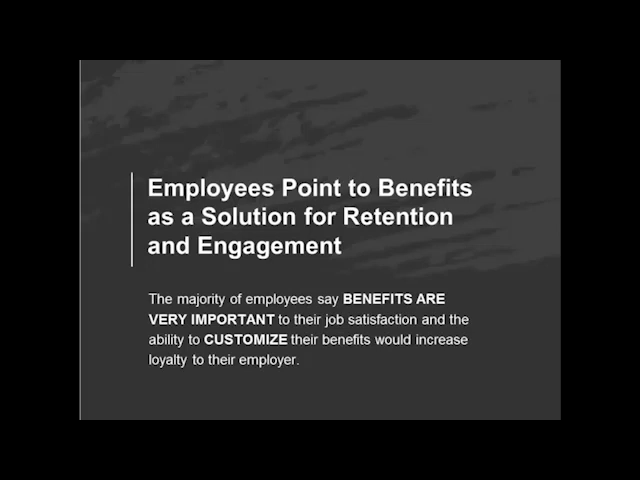 Employees Point to Benefits
as a Solution for Retention
and Engagement
The majority of employees say BENEFITS ARE
VERY IMPORTANT to their job satisfaction and the
ability to CUSTOMIZE their benefits would increase
loyalty to their employer.